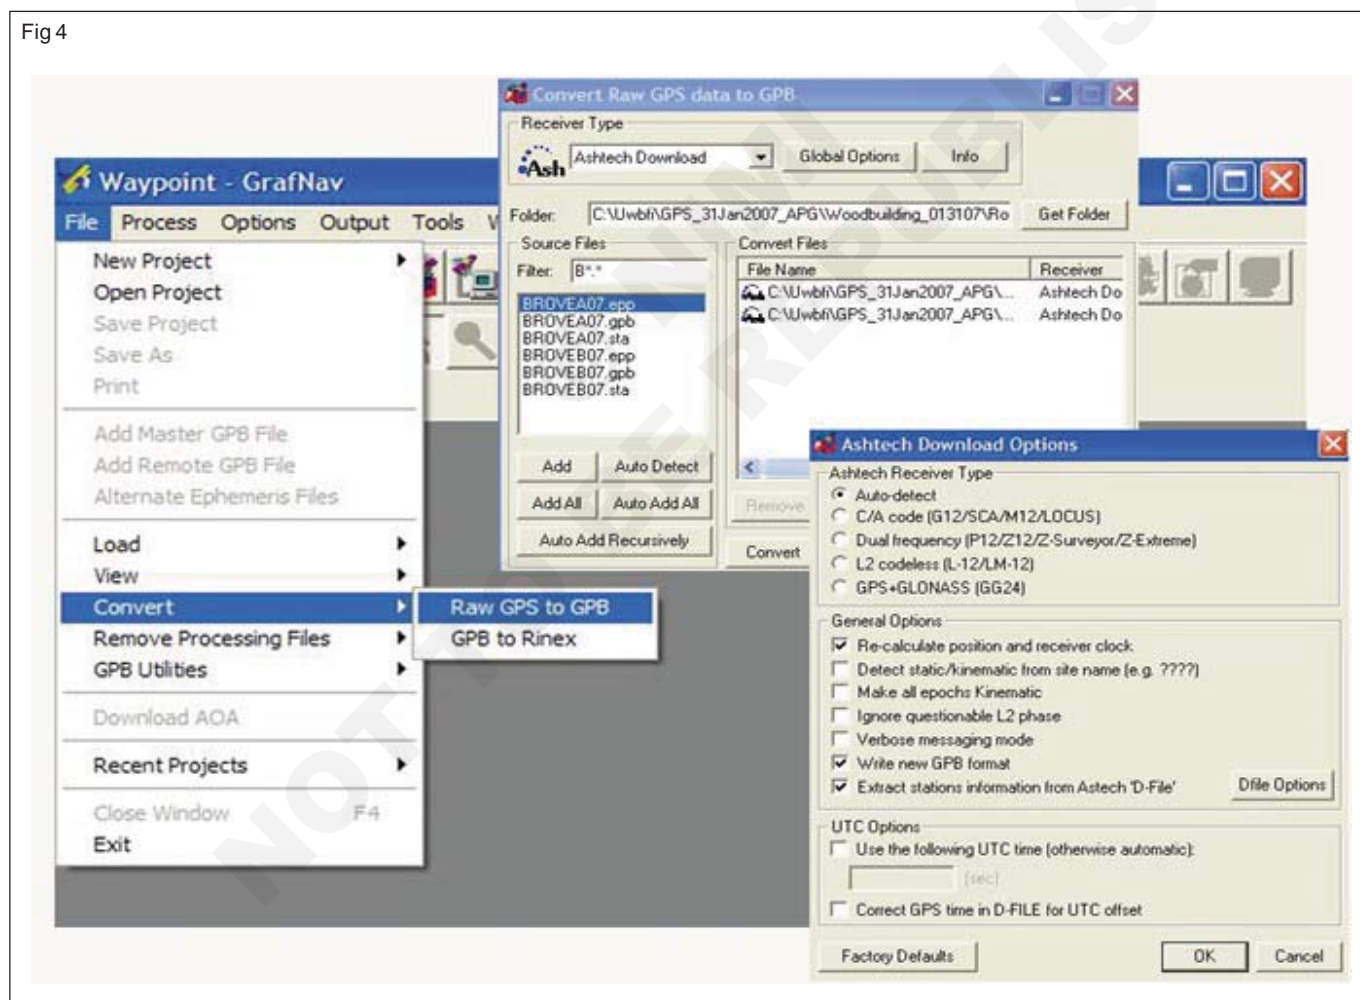 Fig 4
Convert Raw GPS data to GPB
Receiver Type
Ash
Ashtech Download
Global Options
Info
Folder:
C:\Uwbfi\GPS_31Jan2007_APG\Woodbuilding_013107\Ro
Get Folder
Source Files
Filter:
B*.*
BROVEA07.epp
BROVEA07.gpb
BROVEA07.sta
BROVEB07.epp
BROVEB07.gpb
BROVEB07.sta
Add
Auto Detect
Add All
Auto Add All
Auto Add Recursively
Convert Files
File Name
Receiver
C:\Uwbfi\GPS_31Jan2007_APG\...
Ashtech Do
C:\Uwbfi\GPS_31Jan2007_APG\...
Ashtech Do
Remove
Convert
Waypoint - GrafNav
File
Process
Options
Output
Tools
New Project
Open Project
Save Project
Save As
Print
Add Master GPB File
Add Remote GPB File
Alternate Ephemeris Files
Load
View
Convert
Remove Processing Files
GPB Utilities
Download AOA
Recent Projects
Close Window F4
Exit
Raw GPS to GPB
GPB to Rinex
Ashtech Download Options
Ashtech Receiver Type
Auto-detect
C/A code (G12/SCA/M12/LOCUS)
Dual frequency (P12/Z12/Z-Surveyor/Z-Extreme)
L2 codeless (L-12/LM-12)
GPS+GLONASS (GG24)
General Options
Re-calculate position and receiver clock
Detect static/kinematic from site name (e.g. ????)
Make all epochs Kinematic
Ignore questionable L2 phase
Verbose messaging mode
Write new GPB format
Extract stations information from Astech 'D-File'
Dfile Options
UTC Options
Use the following UTC time (otherwise automatic):
(sec)
Correct GPS time in D-FILE for UTC offset
Factory Defaults
OK
Cancel
NIMI
NOT TO BE REPUBLIS